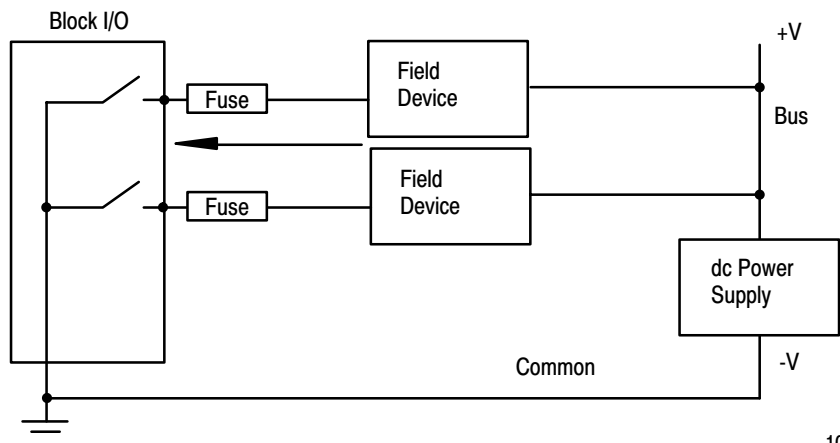 Block I/O
+V
Field
Device
Fuse
Bus
Field
Device
Fuse
dc Power
Supply
Common
-V